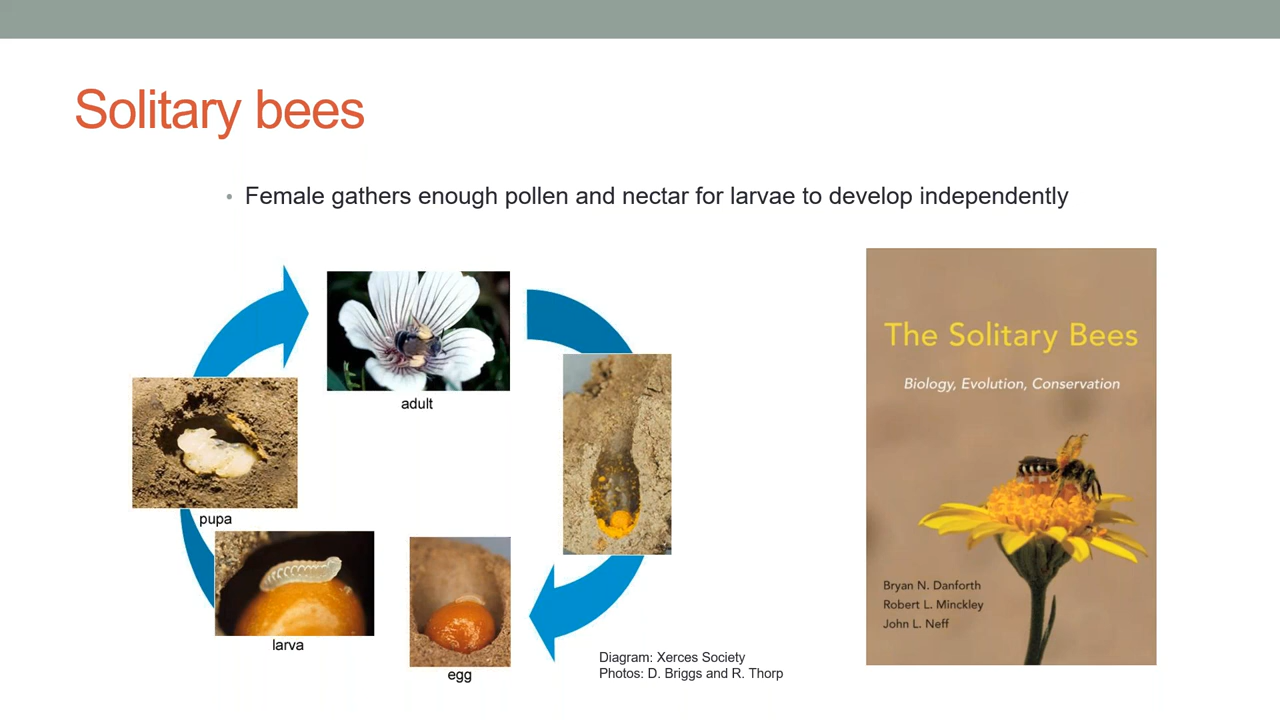 Solitary bees
• Female gathers enough pollen and nectar for larvae to develop independently
adult
pupa
larva
egg
Diagram: Xerces Society
Photos: D. Briggs and R. Thorp
The Solitary Bees
Biology, Evolution, Conservation
Bryan N. Danforth
Robert L. Minckley
John L. Neff